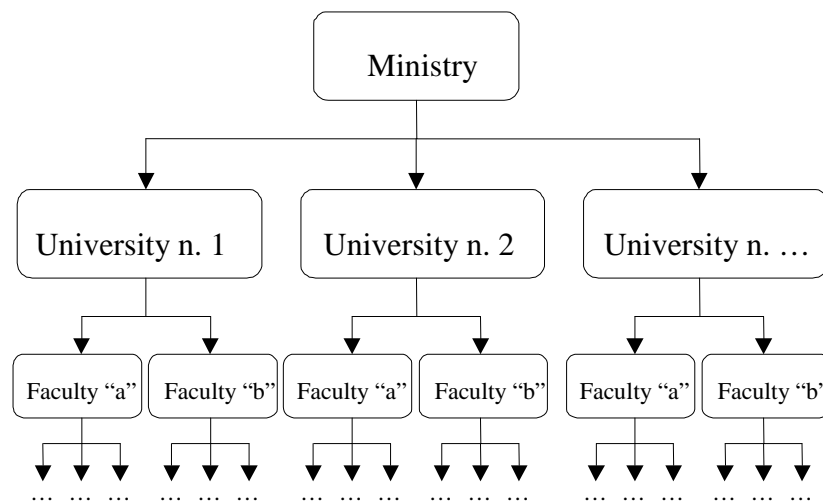 Ministry
University n. 1 University n. 2 University n. …
Faculty “a” Faculty “b” Faculty “a” Faculty “b” Faculty “a” Faculty “b”
… … … … … … … … … … … … … … … … … …